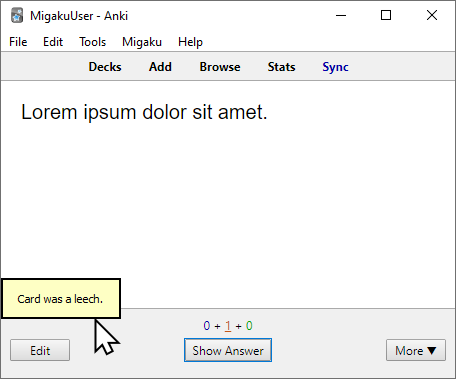 MigakuUser - Anki
File Edit Tools Migaku Help
Decks Add Browse Stats Sync
Lorem ipsum dolor sit amet.
Card was a leech.
0 + 1 + 0
Edit Show Answer More ▼